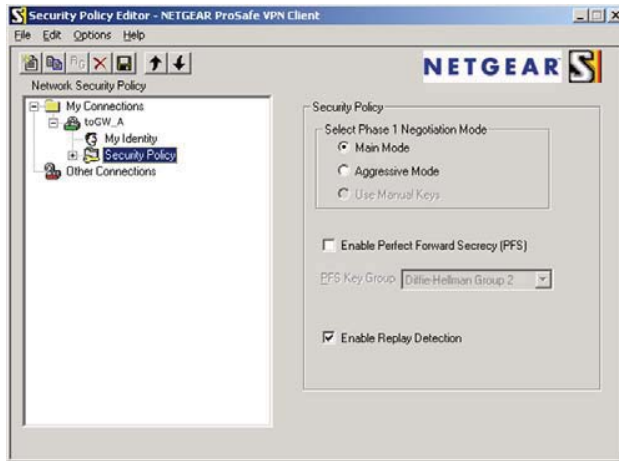 Security Policy Editor - NETGEAR ProSafe VPN Client
File Edit Options Help
NETGEAR S
Network Security Policy
My Connections
toGW_A
My Identity
Security Policy
Other Connections
Security Policy
Select Phase 1 Negotiation Mode
Main Mode
Aggressive Mode
Use Manual Keys
Enable Perfect Forward Secrecy (PFS)
PFS Key Group Diffie-Hellman Group 2
Enable Replay Detection